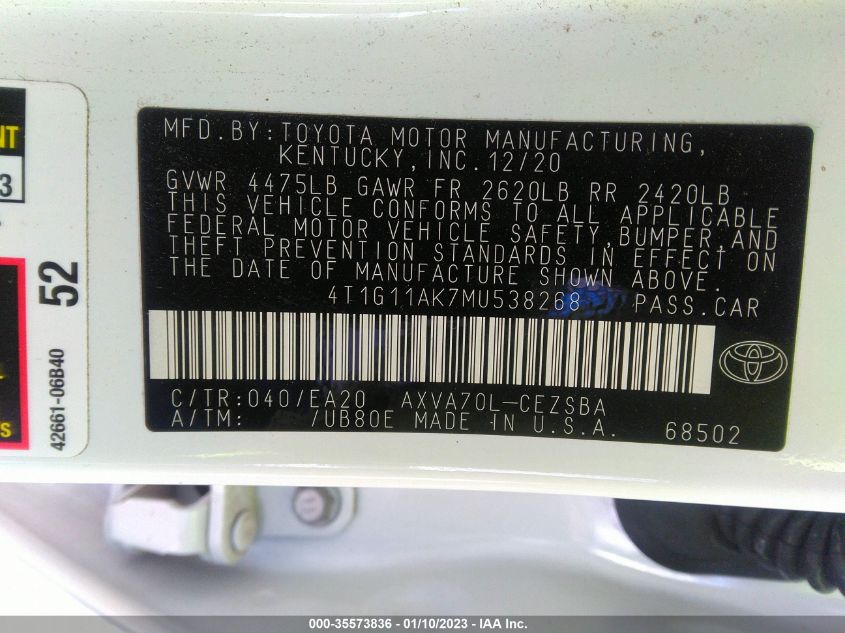 MFD.BY:TOYOTA MOTOR MANUFACTURING,
KENTUCKY,INC.12/20
GVWR 4475LB GAWR FR 2620LB RR 2420LB
THIS VEHICLE CONFORMS TO ALL APPLICABLE
FEDERAL MOTOR VEHICLE SAFETY,BUMPER,AND
THEFT PREVENTION STANDARDS IN EFFECT ON
THE DATE OF MANUFACTURE SHOWN ABOVE.
4T1G11AK7MU538268 PASS.CAR
C/TR:040/EA20 AXVA70L-CEZSBA
A/TM: /UB80E MADE IN U.S.A. 68502
52
42661-06B40
3
000-35573836 - 01/10/2023 - IAA Inc.